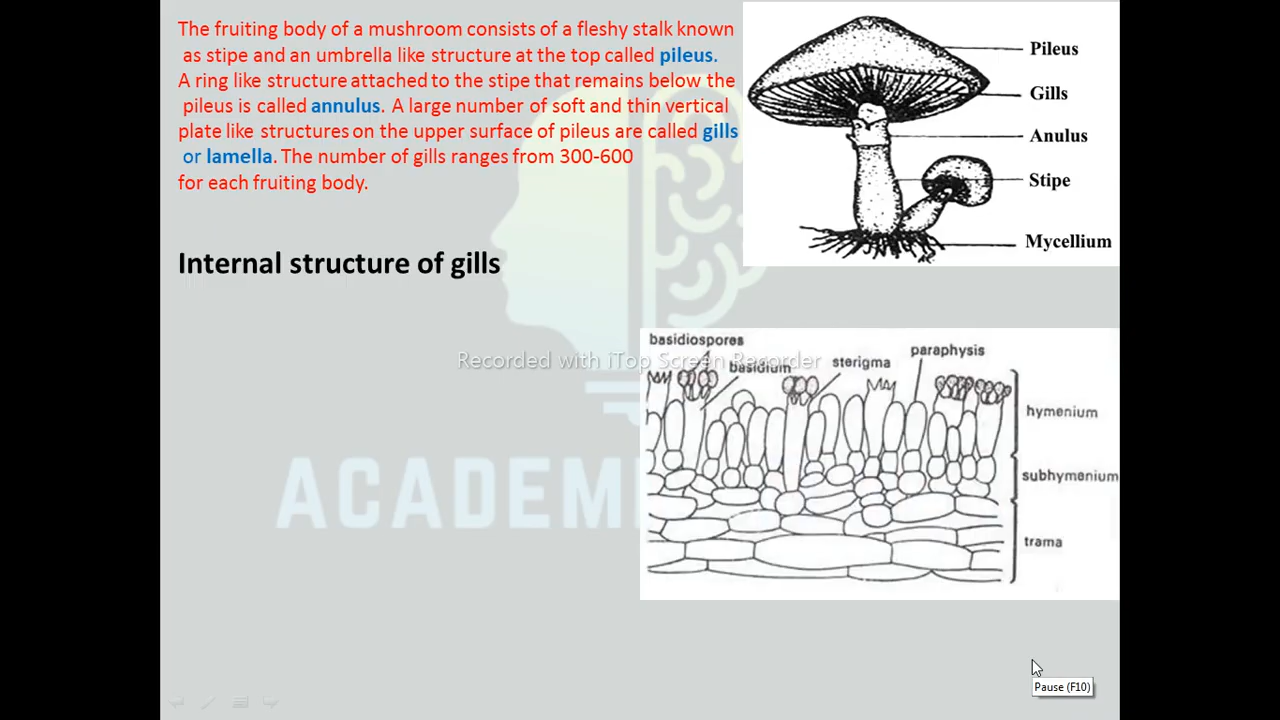 The fruiting body of a mushroom consists of a fleshy stalk known
as stipe and an umbrella like structure at the top called pileus.
A ring like structure attached to the stipe that remains below the
pileus is called annulus. A large number of soft and thin vertical
plate like structures on the upper surface of pileus are called gills
or lamella. The number of gills ranges from 300-600
for each fruiting body.
Pileus
Gills
Anulus
Stipe
Mycellium
Internal structure of gills
basidiospores
basidium
sterigma
paraphysis
hymenium
subhymenium
trama
Recorded with iTop Screen Recorder
ACADEM
Pause (F10)